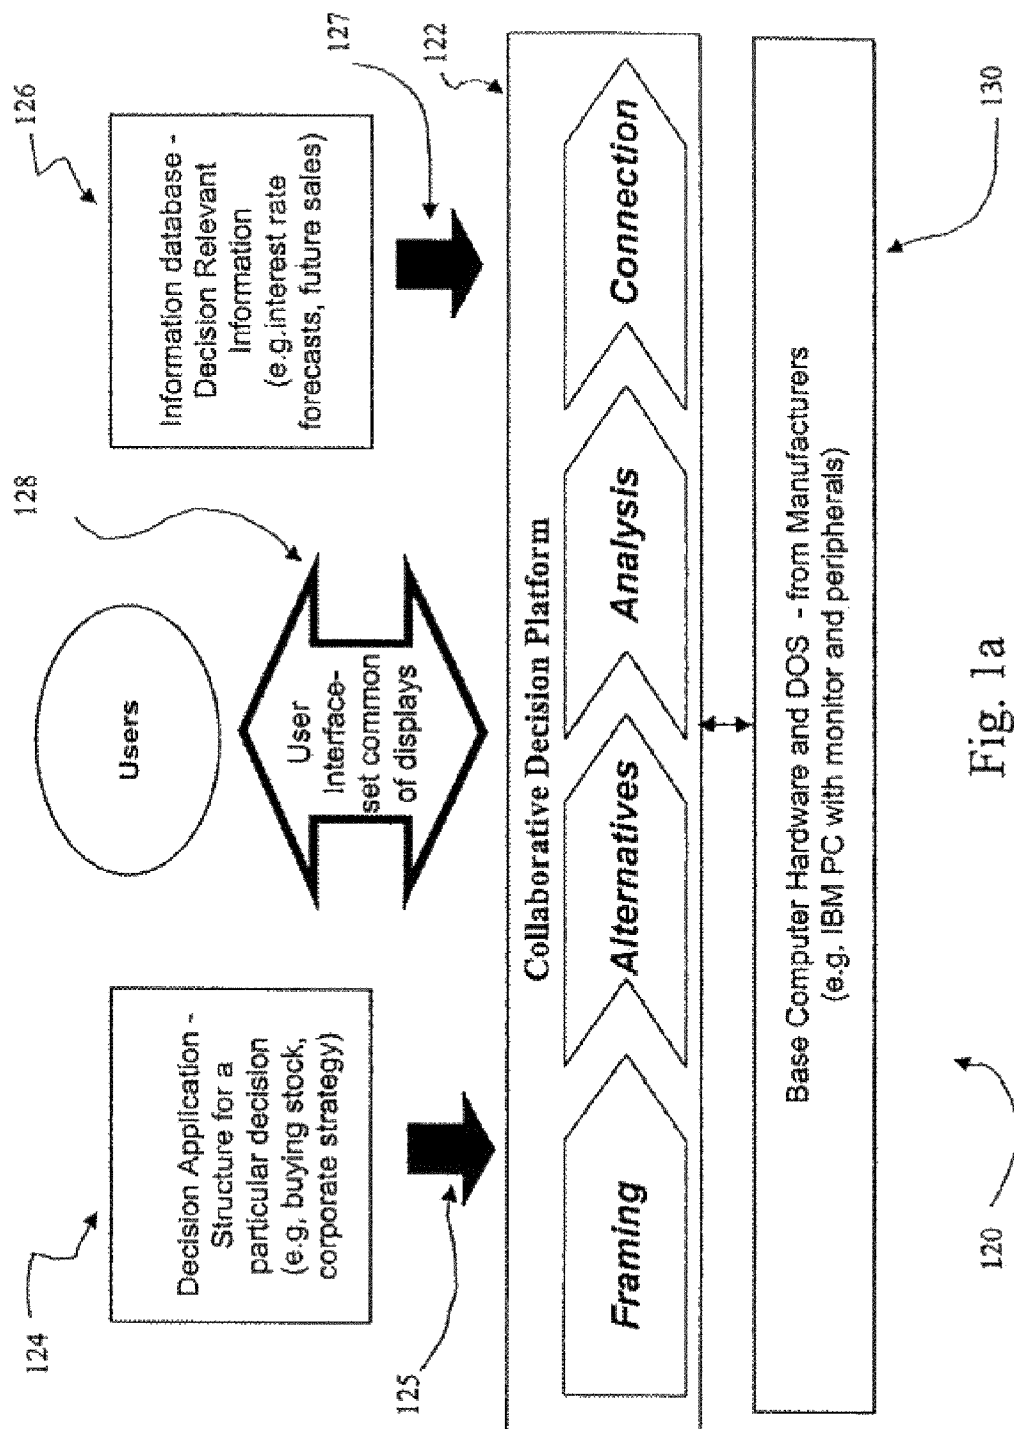 124
Decision Application -
Structure for a
particular decision
(e.g. buying stock,
corporate strategy)
125
Users
User
Interface-
set common
of displays
128
126
Information database -
Decision Relevant
Information
(e.g.interest rate
forecasts, future sales)
127
122
Collaborative Decision Platform
Framing
Alternatives
Analysis
Connection
Base Computer Hardware and DOS - from Manufacturers
(e.g. IBM PC with monitor and peripherals)
130
120
Fig. 1a